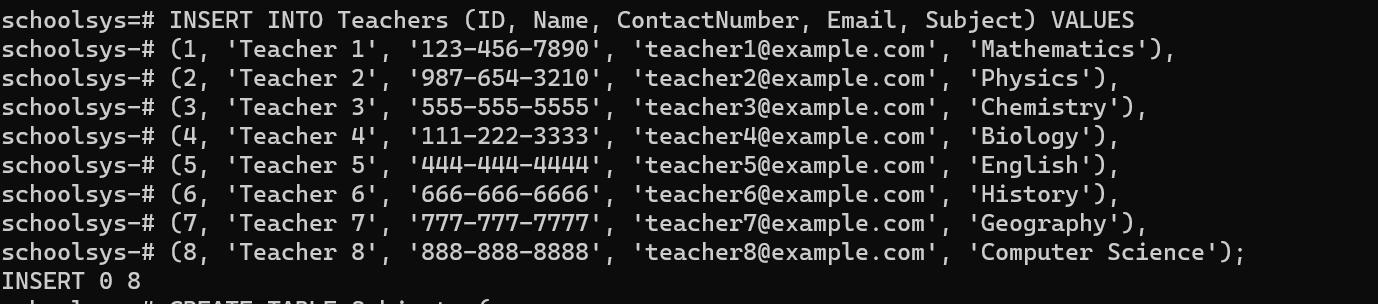 schoolsys=# INSERT INTO Teachers (ID, Name, ContactNumber, Email, Subject) VALUES
schoolsys-# (1, 'Teacher 1', '123-456-7890', 'teacher1@example.com', 'Mathematics'),
schoolsys-# (2, 'Teacher 2', '987-654-3210', 'teacher2@example.com', 'Physics'),
schoolsys-# (3, 'Teacher 3', '555-555-5555', 'teacher3@example.com', 'Chemistry'),
schoolsys-# (4, 'Teacher 4', '111-222-3333', 'teacher4@example.com', 'Biology'),
schoolsys-# (5, 'Teacher 5', '444-444-4444', 'teacher5@example.com', 'English'),
schoolsys-# (6, 'Teacher 6', '666-666-6666', 'teacher6@example.com', 'History'),
schoolsys-# (7, 'Teacher 7', '777-777-7777', 'teacher7@example.com', 'Geography'),
schoolsys-# (8, 'Teacher 8', '888-888-8888', 'teacher8@example.com', 'Computer Science');
INSERT 0 8